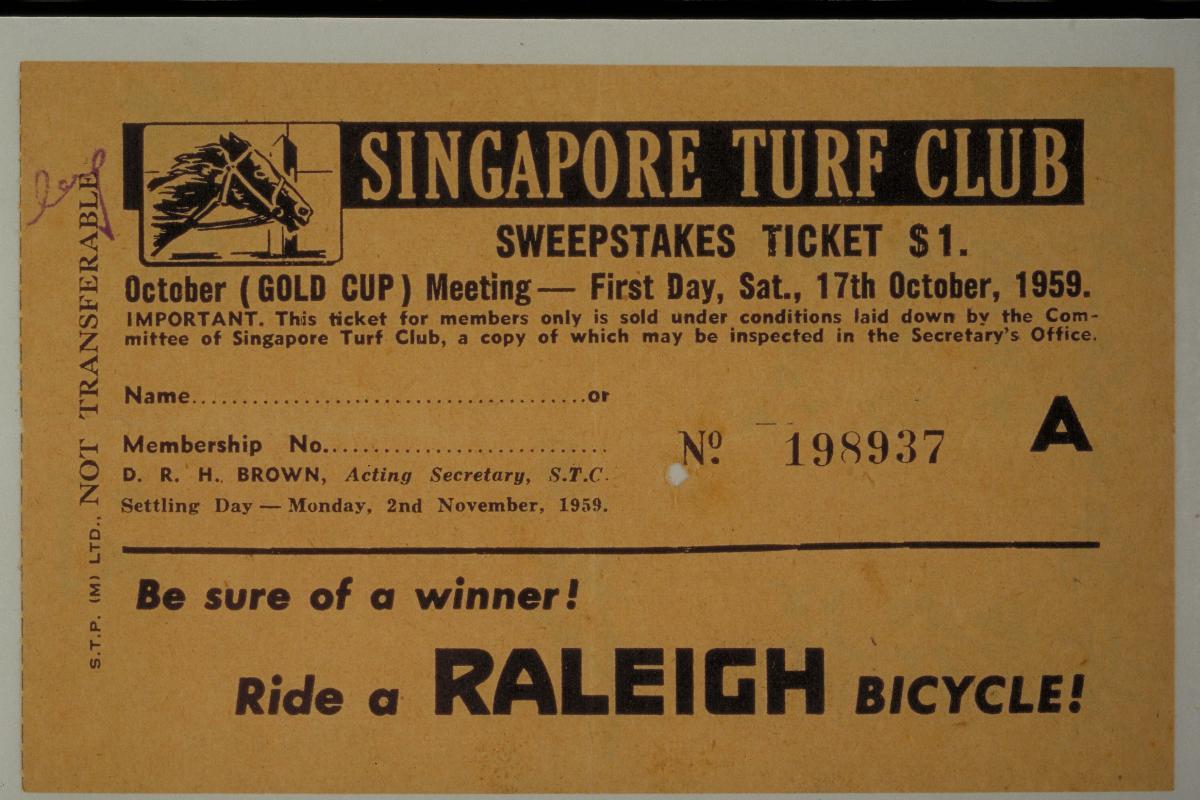 SINGAPORE TURF CLUB
SWEEPSTAKES TICKET $1.
October (GOLD CUP) Meeting — First Day, Sat., 17th October, 1959.
IMPORTANT. This ticket for members only is sold under conditions laid down by the Com-
mittee of Singapore Turf Club, a copy of which may be inspected in the Secretary's Office.
Name.......................................or
Membership No............................
D. R. H. BROWN, Acting Secretary, S.T.C.
Settling Day — Monday, 2nd November, 1959.
Nº 198937
A
Be sure of a winner!
Ride a RALEIGH BICYCLE!
S.T.P. (M) LTD., NOT TRANSFERABLE